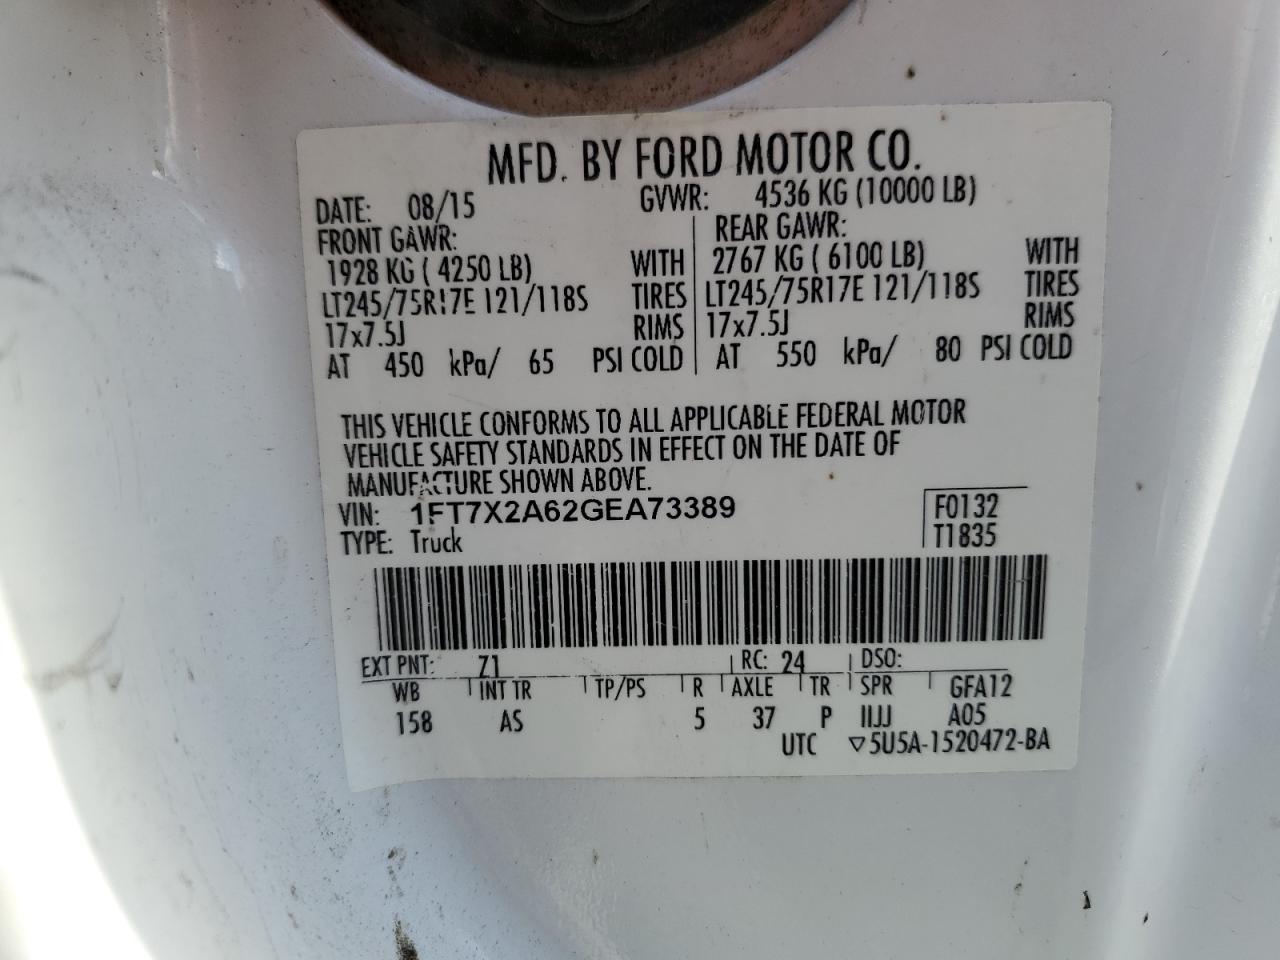 MFD. BY FORD MOTOR CO.
DATE: 08/15 GVWR: 4536 KG (10000 LB)
FRONT GAWR: REAR GAWR:
1928 KG ( 4250 LB) WITH 2767 KG ( 6100 LB) WITH
LT245/75R17E 121/118S TIRES LT245/75R17E 121/118S TIRES
17x7.5J RIMS 17x7.5J RIMS
AT 450 kPa/ 65 PSI COLD AT 550 kPa/ 80 PSI COLD
THIS VEHICLE CONFORMS TO ALL APPLICABLE FEDERAL MOTOR
VEHICLE SAFETY STANDARDS IN EFFECT ON THE DATE OF
MANUFACTURE SHOWN ABOVE.
VIN: 1FT7X2A62GEA73389 F0132
TYPE: Truck T1835
EXT PNT: Z1 RC: 24 DSO:
WB INT TR TP/PS R AXLE TR SPR GFA12
158 AS 5 37 P IIJJ A05
UTC ▽5U5A-1520472-BA